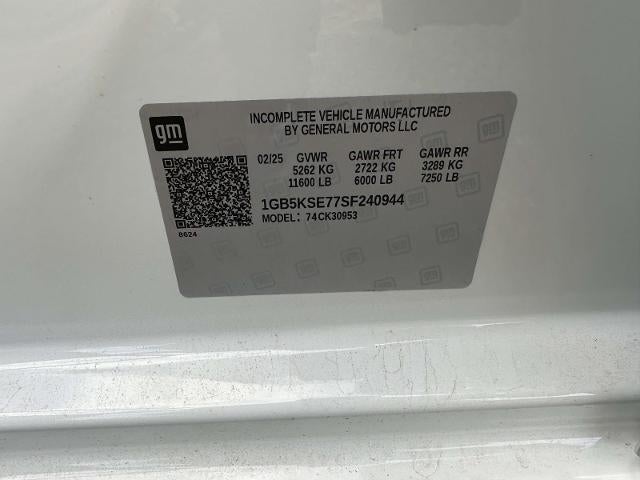 gm
INCOMPLETE VEHICLE MANUFACTURED
BY GENERAL MOTORS LLC
02/25 GVWR GAWR FRT GAWR RR
5262 KG 2722 KG 3289 KG
11600 LB 6000 LB 7250 LB
1GB5KSE77SF240944
MODEL: 74CK30953
8624